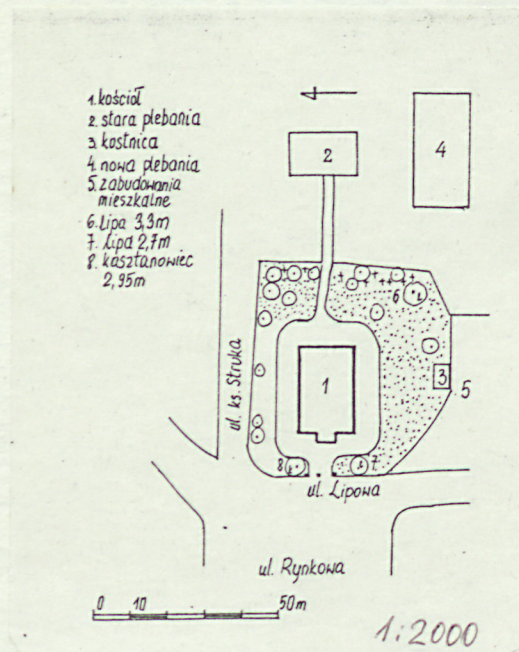 1. kościół
2. stara plebania
3. kostnica
4. nowa plebania
5. zabudowania
mieszkalne
6. Lipa 3,3m
7. Lipa 2,7m
8. kasztanowiec
2,95m
2
4
6
1
3
5
ul. ks. Struka
8
7
ul. Lipowa
ul. Rynkowa
0 10 50m
1:2000